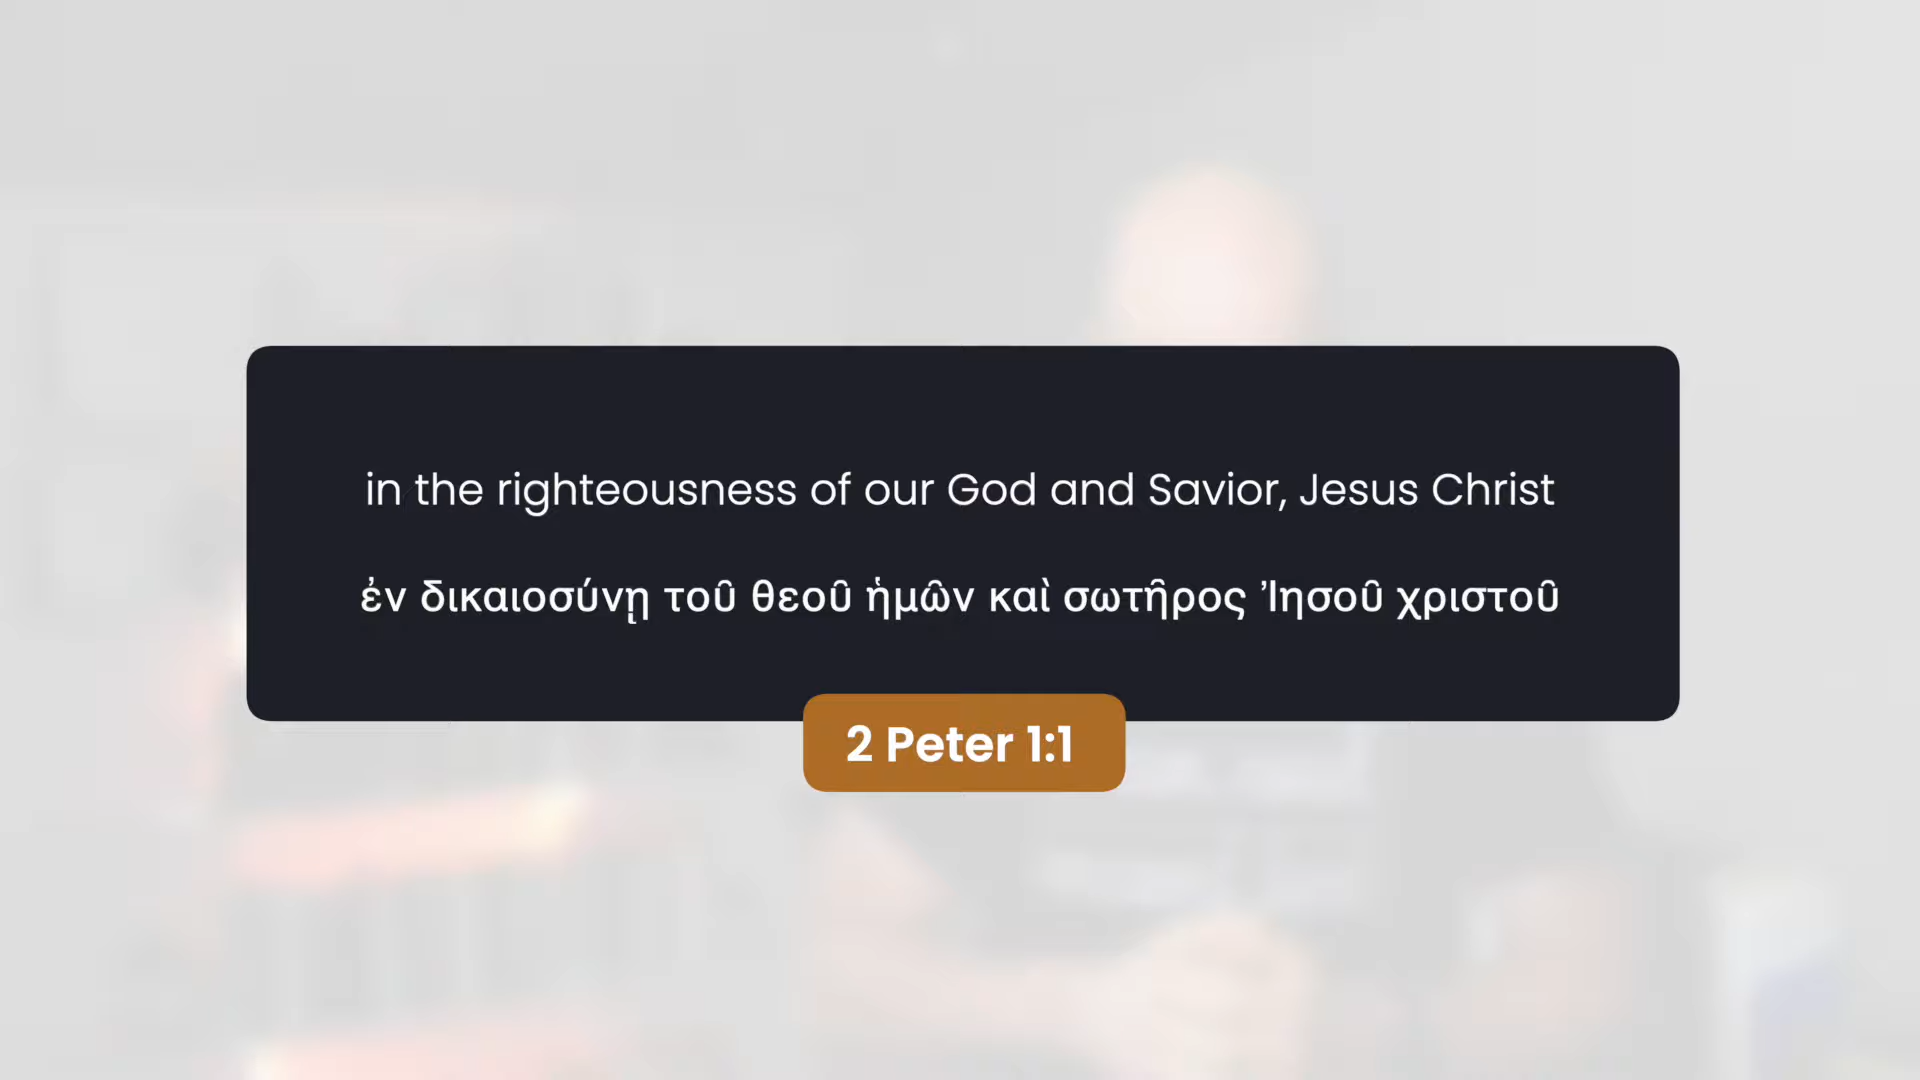 in the righteousness of our God and Savior, Jesus Christ
ἐν δικαιοσύνῃ τοῦ θεοῦ ἡμῶν καὶ σωτῆρος Ἰησοῦ χριστοῦ
2 Peter 1:1